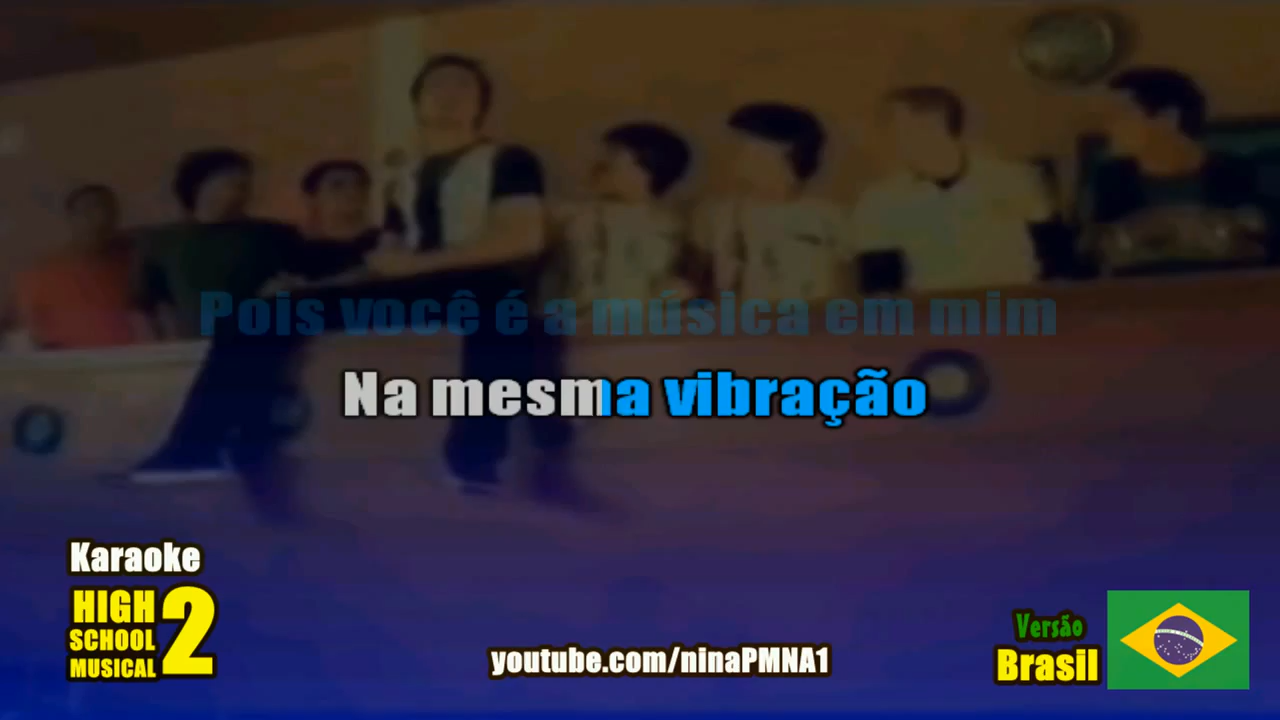 Pois você é a música em mim
Na mesma vibração
Karaoke
HIGH
SCHOOL
MUSICAL
2
youtube.com/ninaPMNA1
Versão
Brasil